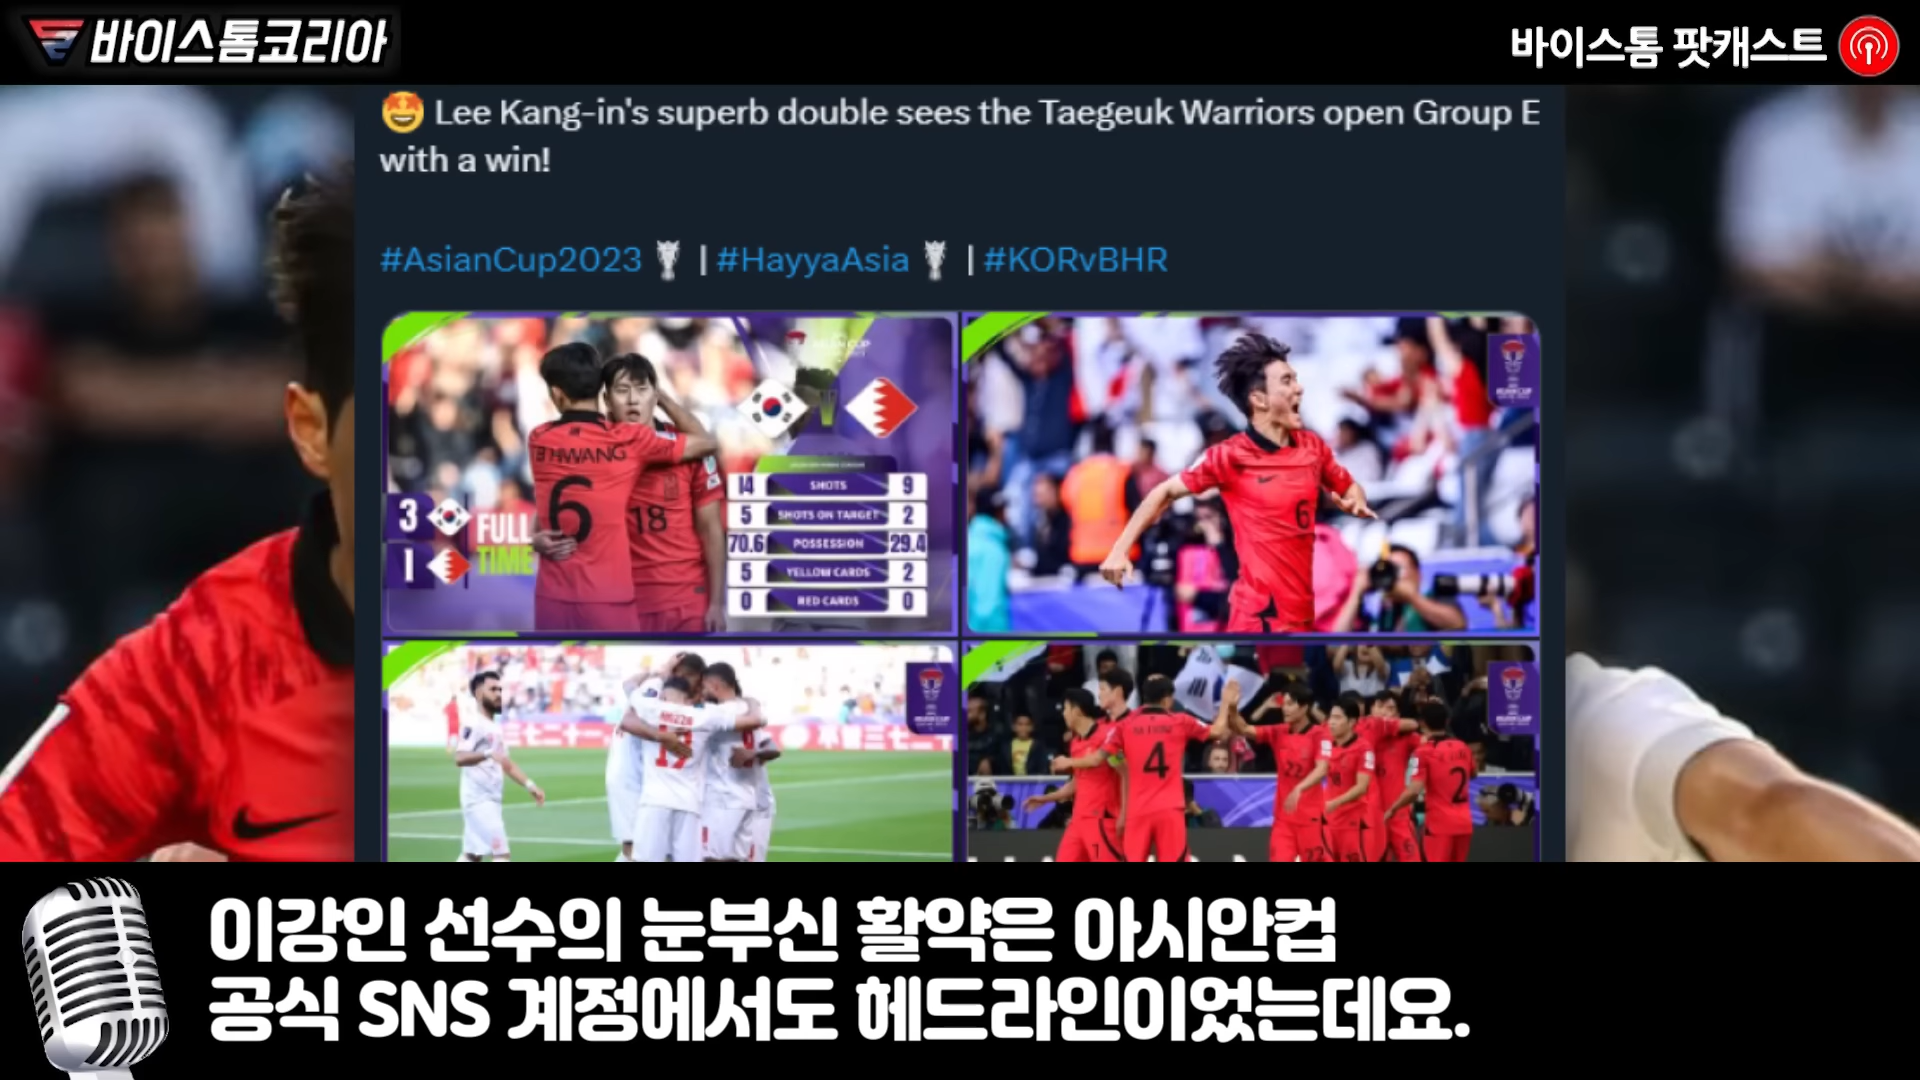 바이스톰코리아
바이스톰 팟캐스트
Lee Kang-in's superb double sees the Taegeuk Warriors open Group E
with a win!
#AsianCup2023 | #HayyaAsia | #KORvBHR
B HWANG
6
18
3
1
FULL
TIME
14 SHOTS 9
5 SHOTS ON TARGET 2
70.6 POSSESSION 29.4
5 YELLOW CARDS 2
0 RED CARDS 0
6
17
4
22
18
2
이강인 선수의 눈부신 활약은 아시안컵
공식 SNS 계정에서도 헤드라인이었는데요.